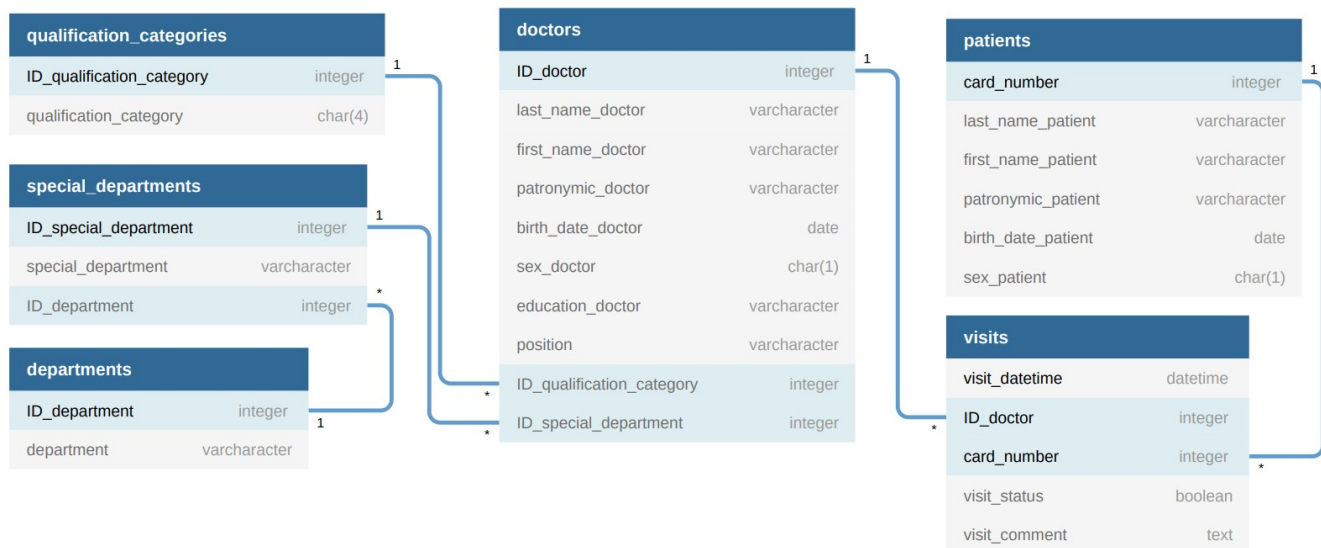 qualification_categories
ID_qualification_category integer
qualification_category char(4)
1
special_departments
ID_special_department integer
special_department varcharacter
ID_department integer
1
*
departments
ID_department integer
department varcharacter
1
doctors
ID_doctor integer
last_name_doctor varcharacter
first_name_doctor varcharacter
patronymic_doctor varcharacter
birth_date_doctor date
sex_doctor char(1)
education_doctor varcharacter
position varcharacter
ID_qualification_category integer
ID_special_department integer
1
*
*
patients
card_number integer
last_name_patient varcharacter
first_name_patient varcharacter
patronymic_patient varcharacter
birth_date_patient date
sex_patient char(1)
1
visits
visit_datetime datetime
ID_doctor integer
card_number integer
visit_status boolean
visit_comment text
*
*